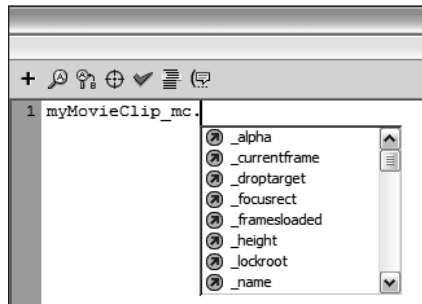 1 myMovieClip_mc.
_alpha
_currentframe
_droptarget
_focusrect
_framesloaded
_height
_lockroot
_name